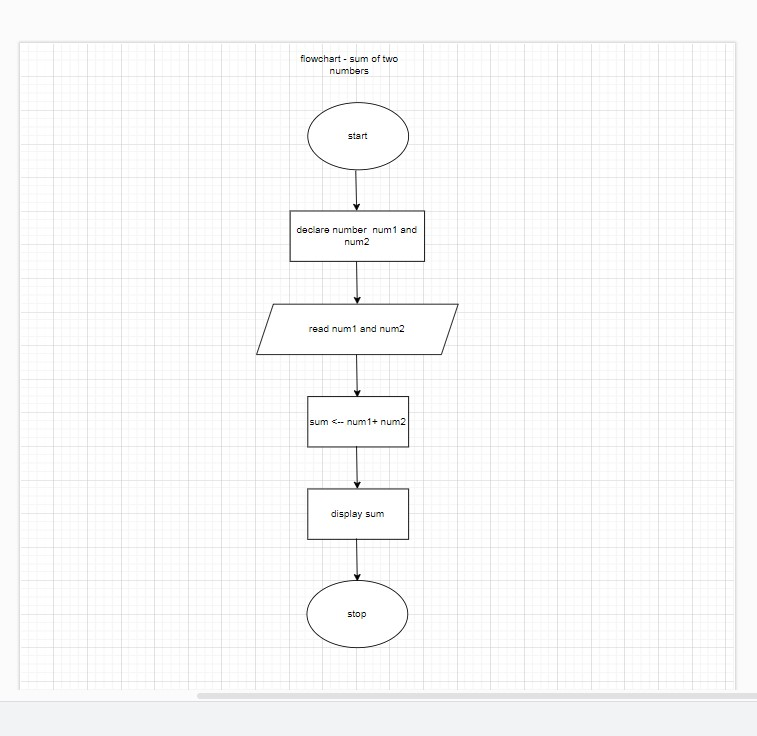 flowchart - sum of two
numbers
start
declare number  num1 and
num2
read num1 and num2
sum <-- num1+ num2
display sum
stop